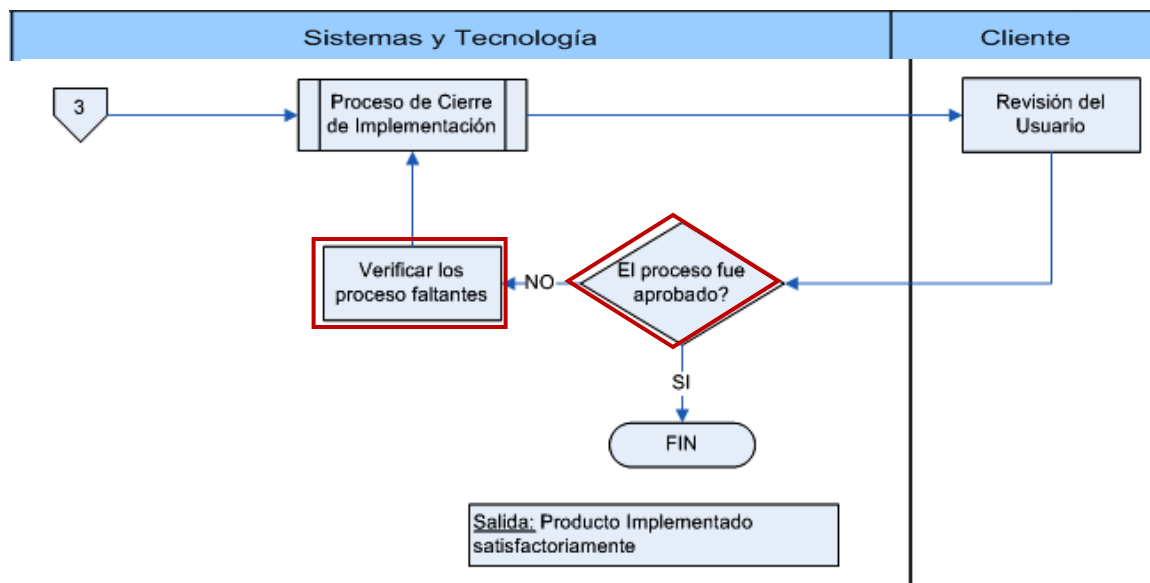 Sistemas y Tecnología
Cliente
3
Proceso de Cierre
de Implementación
Revisión del
Usuario
Verificar los
proceso faltantes
NO
El proceso fue
aprobado?
SI
FIN
Salida: Producto Implementado
satisfactoriamente